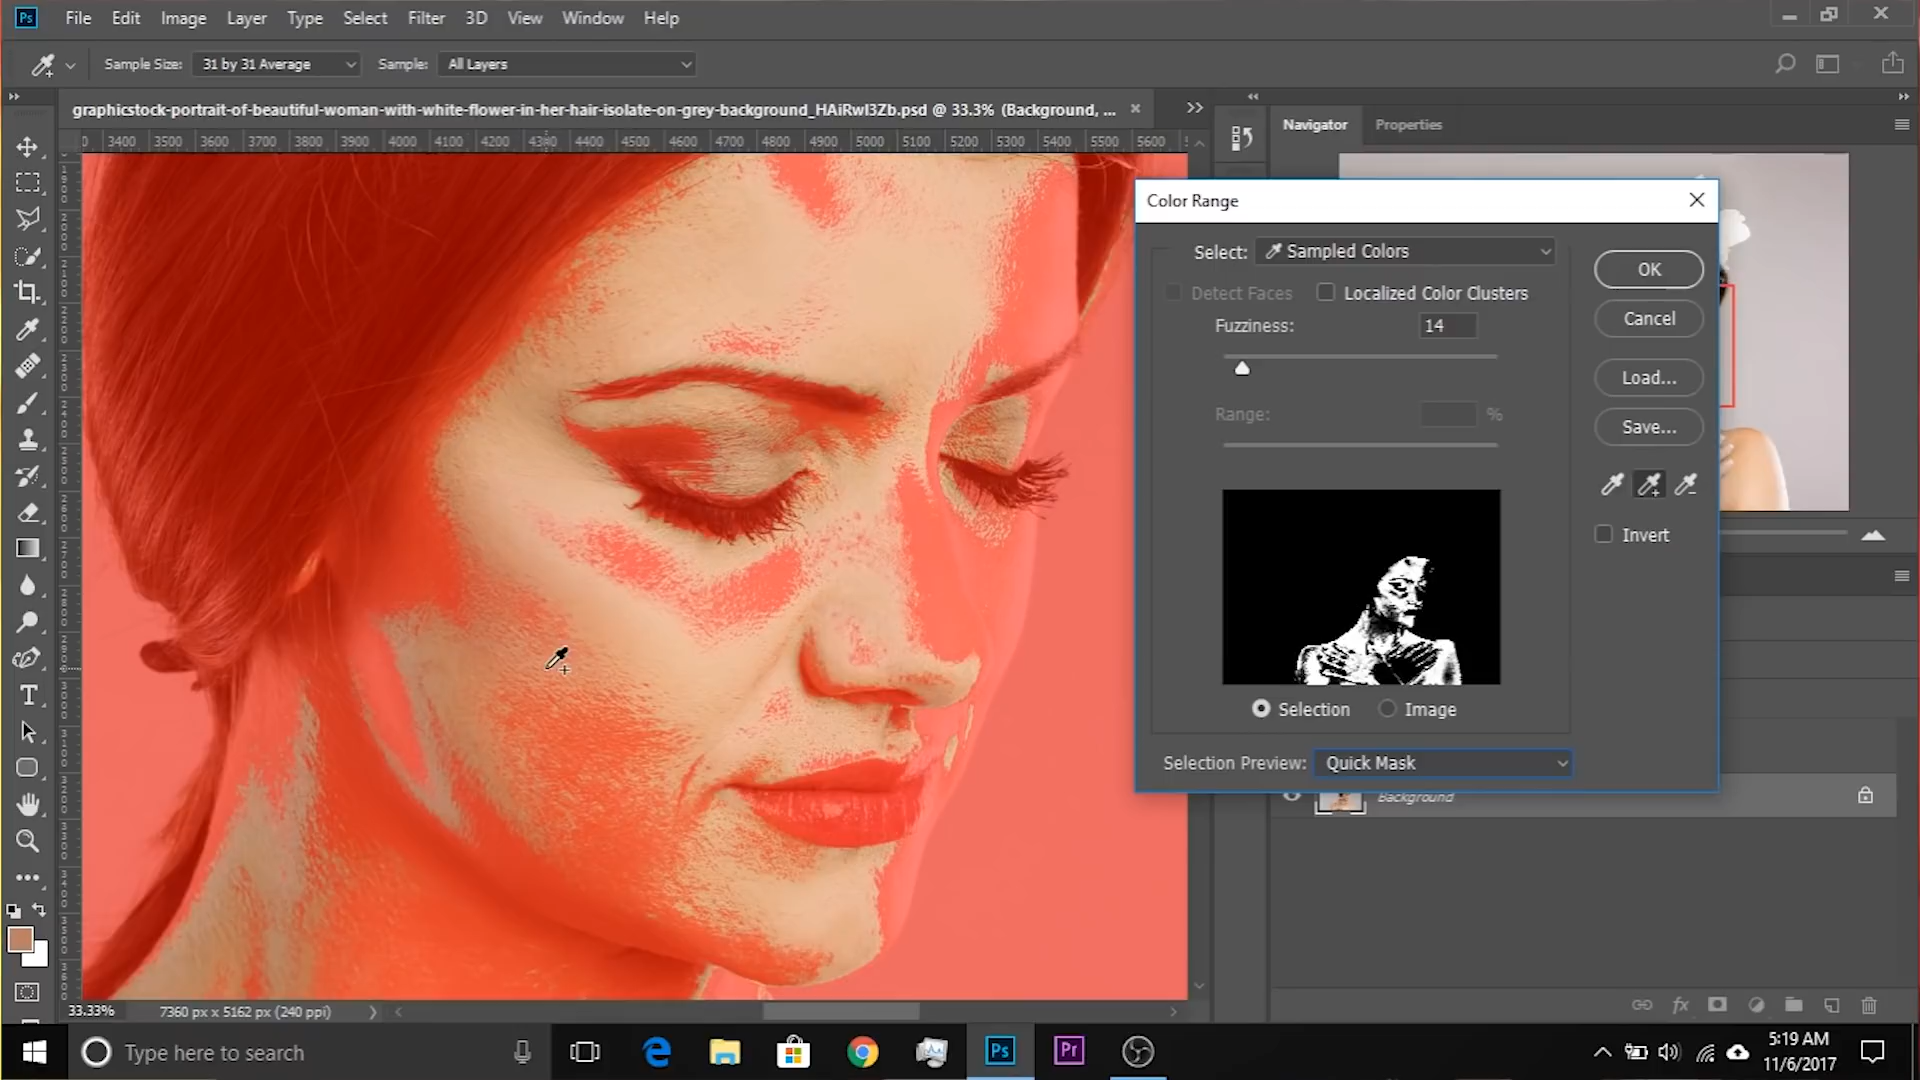 Ps File Edit Image Layer Type Select Filter 3D View Window Help
Sample Size: 31 by 31 Average Sample: All Layers
graphicstock-portrait-of-beautiful-woman-with-white-flower-in-her-hair-isolate-on-grey-background_HAiRwI3Zb.psd @ 33.3% (Background, ...
Navigator Properties
3400 3500 3600 3700 3800 3900 4000 4100 4200 4300 4400 4500 4600 4700 4800 4900 5000 5100 5200 5300 5400 5500 5600
Color Range
Select: Sampled Colors
OK
Detect Faces Localized Color Clusters
Fuzziness: 14
Cancel
Load...
Range: %
Save...
Invert
Selection Image
Selection Preview: Quick Mask
Background
T
fx
33.33% 7360 px x 5162 px (240 ppi)
Type here to search
Ps Pr
5:19 AM
11/6/2017